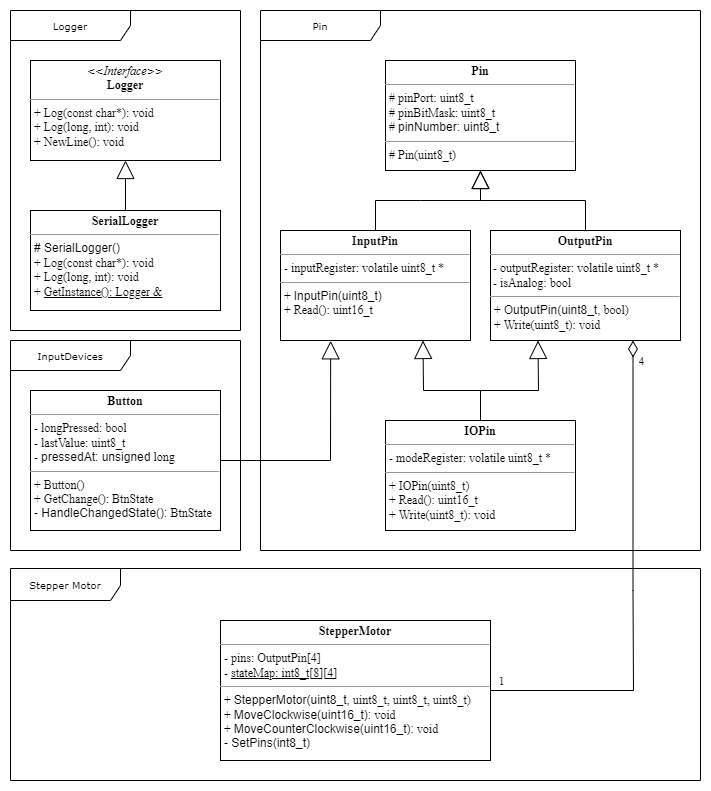 Logger
<<Interface>>
Logger
+ Log(const char*): void
+ Log(long, int): void
+ NewLine(): void
SerialLogger
# SerialLogger()
+ Log(const char*): void
+ Log(long, int): void
+ GetInstance(): Logger &
Pin
Pin
# pinPort: uint8_t
# pinBitMask: uint8_t
# pinNumber: uint8_t
# Pin(uint8_t)
InputPin
- inputRegister: volatile uint8_t *
+ InputPin(uint8_t)
+ Read(): uint16_t
OutputPin
- outputRegister: volatile uint8_t *
- isAnalog: bool
+ OutputPin(uint8_t, bool)
+ Write(uint8_t): void
4
IOPin
- modeRegister: volatile uint8_t *
+ IOPin(uint8_t)
+ Read(): uint16_t
+ Write(uint8_t): void
InputDevices
Button
- longPressed: bool
- lastValue: uint8_t
- pressedAt: unsigned long
+ Button()
+ GetChange(): BtnState
- HandleChangedState(): BtnState
Stepper Motor
StepperMotor
- pins: OutputPin[4]
- stateMap: int8_t[8][4]
+ StepperMotor(uint8_t, uint8_t, uint8_t, uint8_t)
+ MoveClockwise(uint16_t): void
+ MoveCounterClockwise(uint16_t): void
- SetPins(int8_t)
1